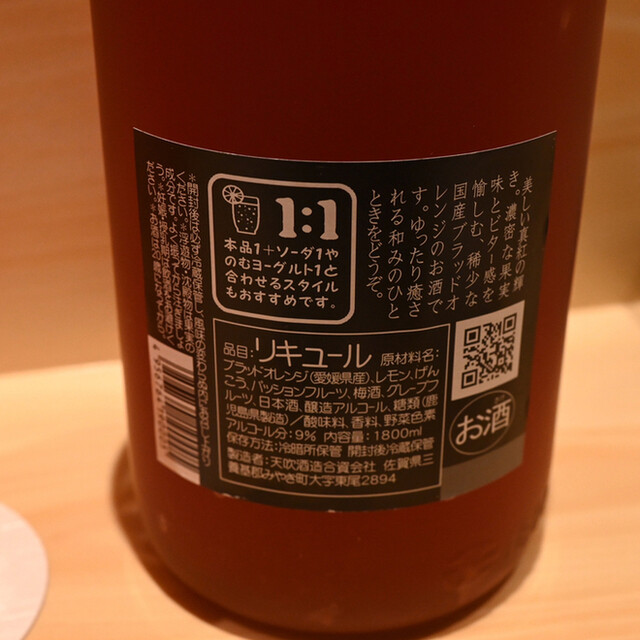 美しい真紅の輝
き。濃密な果実
味とビター感を
愉しむ、稀少な
国産ブラッドオ
レンジのお酒で
す。ゆったり癒さ
れる和みのひと
ときをどうぞ。
1:1
本品1+ソーダ1や
のむヨーグルト1と
合わせるスタイル
もおすすめです。
品目:リキュール 原材料名:
ブラッドオレンジ(愛媛県産)、レモン、げん
こう、パッションフルーツ、梅酒、グレープフ
ルーツ、日本酒、醸造アルコール、糖類(鹿
児島県製造)/酸味料、香料、野菜色素
アルコール分:9% 内容量:1800ml
保存方法:冷暗所保管 開封後冷蔵保管
製造者:天吹酒造合資会社 佐賀県三
養基郡みやき町大字東尾2894
お酒